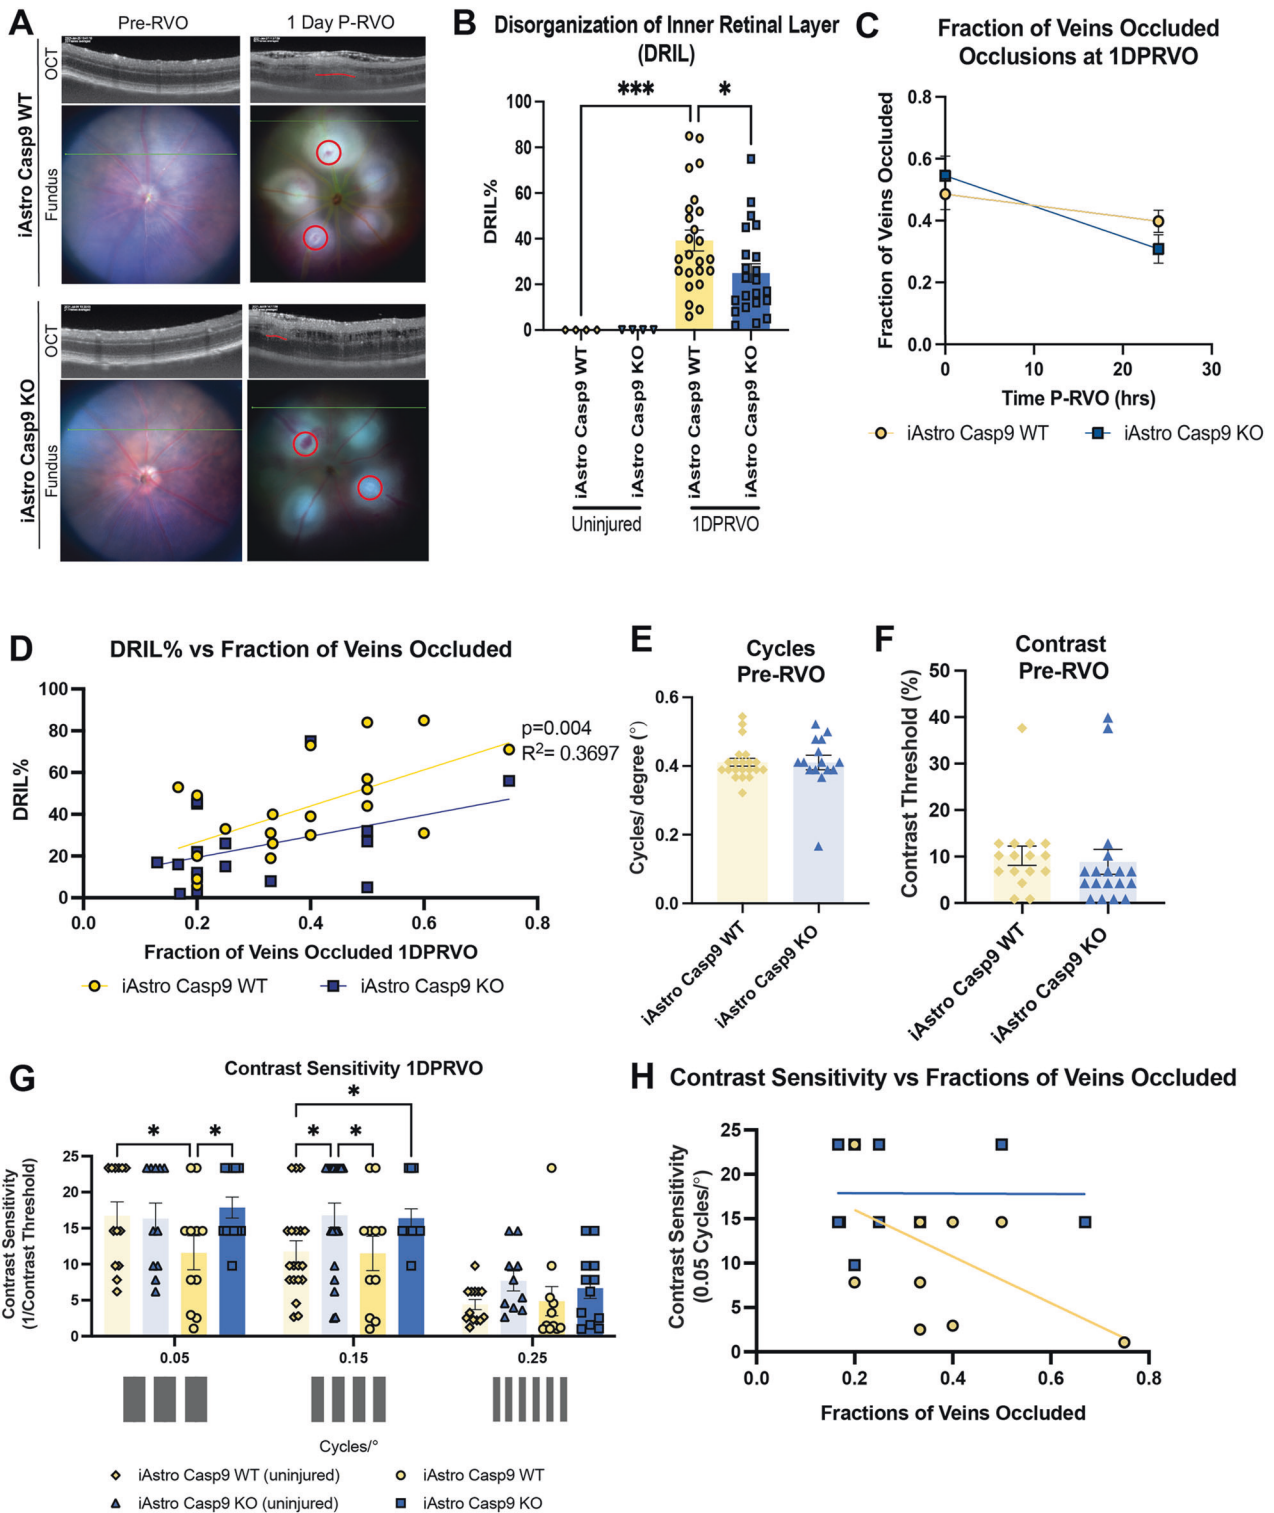 A
Pre-RVO
1 Day P-RVO
iAstro Casp9 WT
OCT
Fundus
iAstro Casp9 KO
OCT
Fundus
B
Disorganization of Inner Retinal Layer
(DRIL)
***
*
DRIL%
100
80
60
40
20
0
iAstro Casp9 WT
iAstro Casp9 KO
iAstro Casp9 WT
iAstro Casp9 KO
Uninjured
1DPRVO
C
Fraction of Veins Occluded
Occlusions at 1DPRVO
Fraction of Veins Occluded
0.8
0.6
0.4
0.2
0.0
0
10
20
30
Time P-RVO (hrs)
iAstro Casp9 WT
iAstro Casp9 KO
D
DRIL% vs Fraction of Veins Occluded
DRIL%
100
80
60
40
20
0
p=0.004
R²= 0.3697
0.0
0.2
0.4
0.6
0.8
Fraction of Veins Occluded 1DPRVO
iAstro Casp9 WT
iAstro Casp9 KO
E
Cycles
Pre-RVO
Cycles/ degree (°)
0.6
0.4
0.2
0.0
iAstro Casp9 WT
iAstro Casp9 KO
F
Contrast
Pre-RVO
Contrast Threshold (%)
50
40
30
20
10
0
iAstro Casp9 WT
iAstro Casp9 KO
G
Contrast Sensitivity 1DPRVO
*
*
*
*
*
Contrast Sensitivity
(1/Contrast Threshold)
25
20
15
10
5
0
0.05
0.15
0.25
Cycles/°
iAstro Casp9 WT (uninjured)
iAstro Casp9 WT
iAstro Casp9 KO (uninjured)
iAstro Casp9 KO
H
Contrast Sensitivity vs Fractions of Veins Occluded
Contrast Sensitivity
(0.05 Cycles/°)
25
20
15
10
5
0
0.0
0.2
0.4
0.6
0.8
Fractions of Veins Occluded